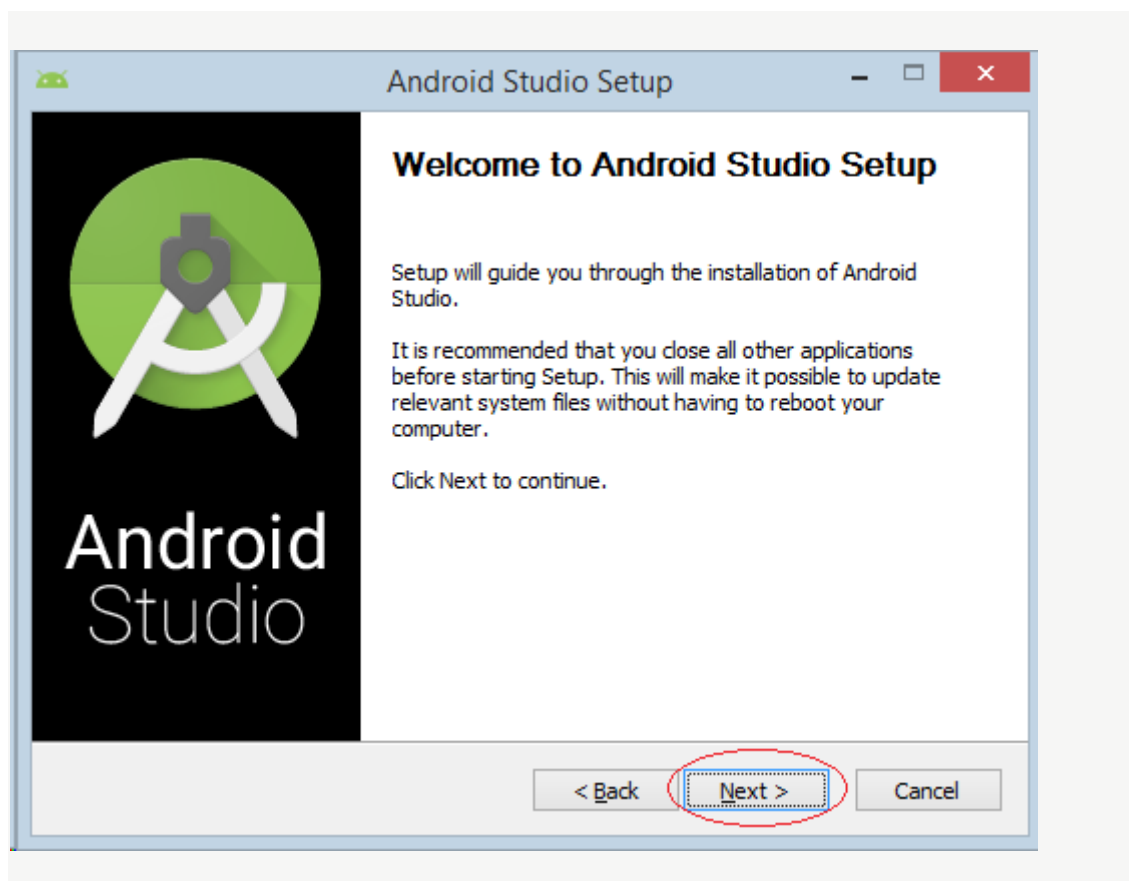 Android Studio Setup
Welcome to Android Studio Setup
Setup will guide you through the installation of Android
Studio.
It is recommended that you close all other applications
before starting Setup. This will make it possible to update
relevant system files without having to reboot your
computer.
Click Next to continue.
Android
Studio
< Back Next > Cancel